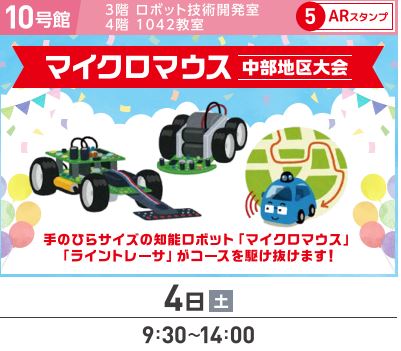 10号館
3階 ロボット技術開発室
4階 1042教室
5 ARスタンプ
マイクロマウス 中部地区大会
手のひらサイズの知能ロボット「マイクロマウス」
「ライントレーサ」がコースを駆け抜けます!
4日 土
9:30~14:00